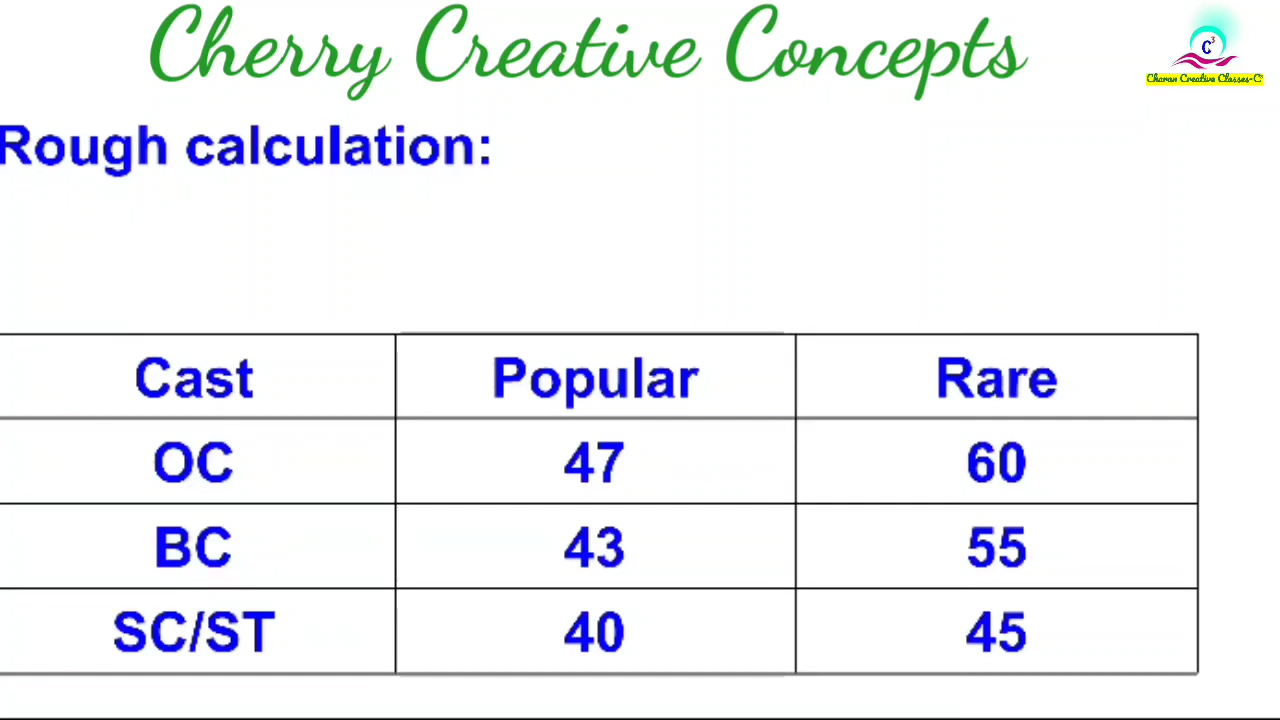 Cherry Creative Concepts
C³
Charan Creative Classes-C³
Rough calculation:
Cast Popular Rare
OC 47 60
BC 43 55
SC/ST 40 45